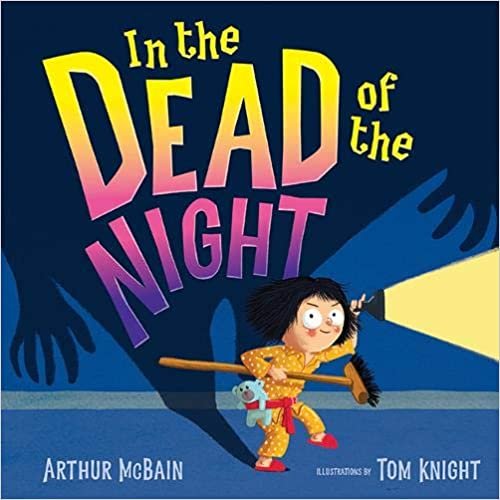 In the
DEAD
of the
NIGHT
ARTHUR MCBAIN
ILLUSTRATIONS BY TOM KNIGHT